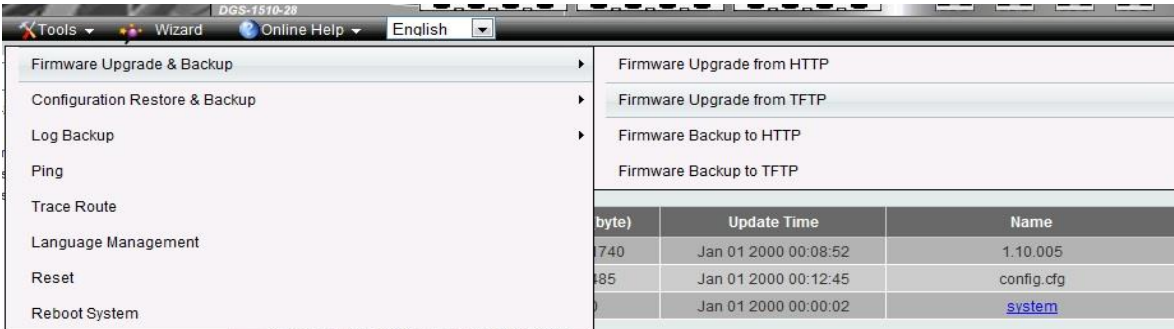 DGS-1510-28
Tools Wizard Online Help English
Firmware Upgrade & Backup
Firmware Upgrade from HTTP
Configuration Restore & Backup
Firmware Upgrade from TFTP
Log Backup
Firmware Backup to HTTP
Ping
Firmware Backup to TFTP
Trace Route
byte) Update Time Name
Language Management
1740 Jan 01 2000 00:08:52 1.10.005
Reset
485 Jan 01 2000 00:12:45 config.cfg
Reboot System
Jan 01 2000 00:00:02 system